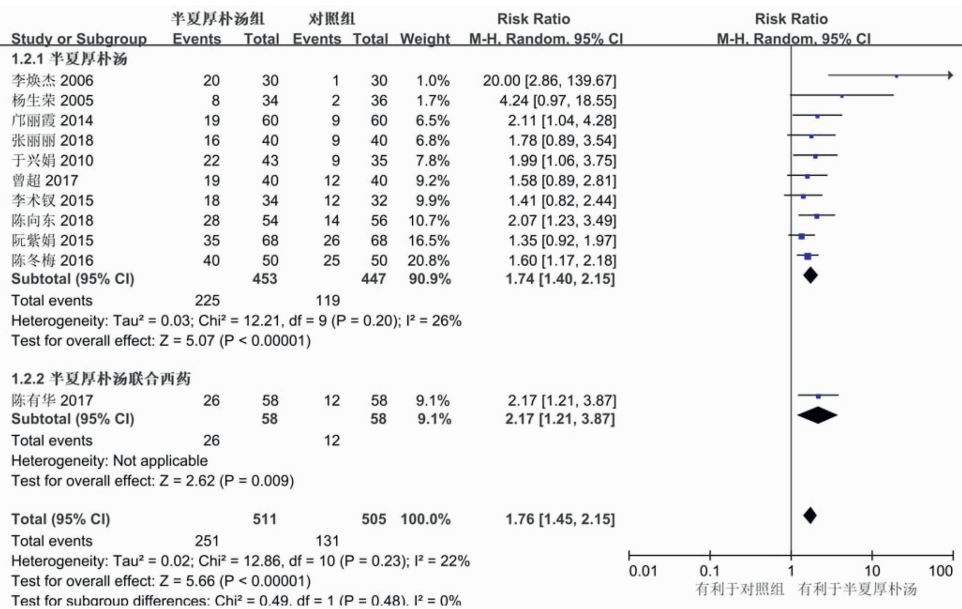 半夏厚朴汤组 对照组 Risk Ratio Risk Ratio
Study or Subgroup Events Total Events Total Weight M-H, Random, 95% CI M-H, Random, 95% CI
1.2.1 半夏厚朴汤
李焕杰 2006 20 30 1 30 1.0% 20.00 [2.86, 139.67]
杨生荣 2005 8 34 2 36 1.7% 4.24 [0.97, 18.55]
邝丽霞 2014 19 60 9 60 6.4% 2.11 [1.04, 4.28]
张丽丽 2018 16 40 9 40 6.8% 1.78 [0.89, 3.54]
于兴娟 2010 22 43 9 35 7.8% 1.99 [1.06, 3.75]
曾超 2017 19 40 12 40 9.2% 1.58 [0.89, 2.81]
李术钗 2015 18 34 12 32 9.9% 1.41 [0.82, 2.44]
陈向东 2018 28 54 14 56 10.7% 2.07 [1.23, 3.49]
阮紫娟 2015 35 68 26 68 16.5% 1.35 [0.92, 1.97]
陈冬梅 2016 40 50 25 50 20.8% 1.60 [1.17, 2.18]
Subtotal (95% CI) 453 447 90.9% 1.74 [1.40, 2.15]
Total events 225 119
Heterogeneity: Tau² = 0.03; Chi² = 12.21, df = 9 (P = 0.20); I² = 26%
Test for overall effect: Z = 5.07 (P < 0.00001)
1.2.2 半夏厚朴汤联合西药
陈有华 2017 26 58 12 58 9.1% 2.17 [1.21, 3.87]
Subtotal (95% CI) 58 58 9.1% 2.17 [1.21, 3.87]
Total events 26 12
Heterogeneity: Not applicable
Test for overall effect: Z = 2.62 (P = 0.009)
Total (95% CI) 511 505 100.0% 1.76 [1.45, 2.15]
Total events 251 131
Heterogeneity: Tau² = 0.02; Chi² = 12.86, df = 10 (P = 0.23); I² = 22%
Test for overall effect: Z = 5.66 (P < 0.00001)
Test for subgroup differences: Chi² = 0.49, df = 1 (P = 0.48), I² = 0%
0.01 0.1 1 10 100
有利于对照组 有利于半夏厚朴汤